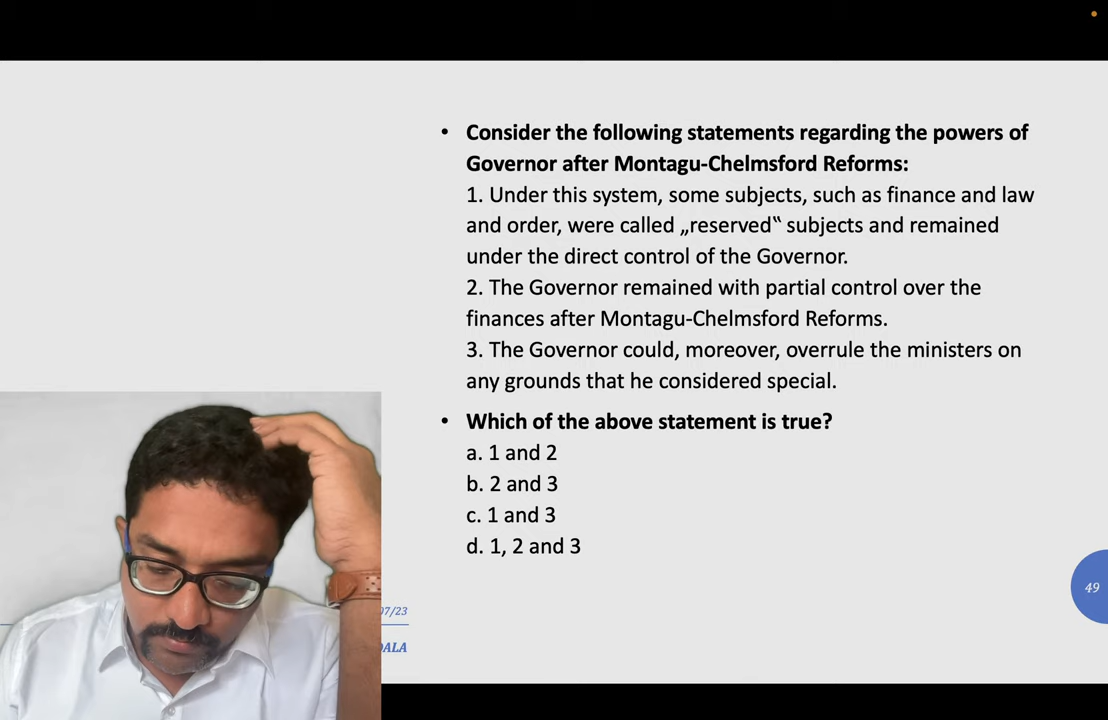 • Consider the following statements regarding the powers of
Governor after Montagu-Chelmsford Reforms:
1. Under this system, some subjects, such as finance and law
and order, were called „reserved‟ subjects and remained
under the direct control of the Governor.
2. The Governor remained with partial control over the
finances after Montagu-Chelmsford Reforms.
3. The Governor could, moreover, overrule the ministers on
any grounds that he considered special.
• Which of the above statement is true?
a. 1 and 2
b. 2 and 3
c. 1 and 3
d. 1, 2 and 3
49
07/23